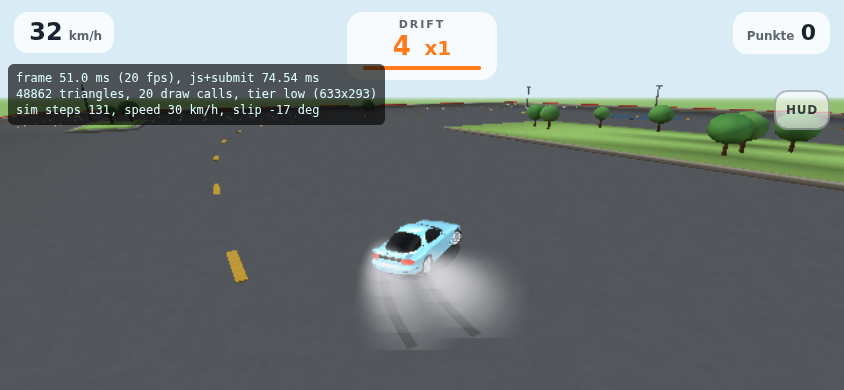 32 km/h
DRIFT
4 x1
Punkte 0
frame 51.0 ms (20 fps), js+submit 74.54 ms
48862 triangles, 20 draw calls, tier low (633x293)
sim steps 131, speed 30 km/h, slip -17 deg
HUD